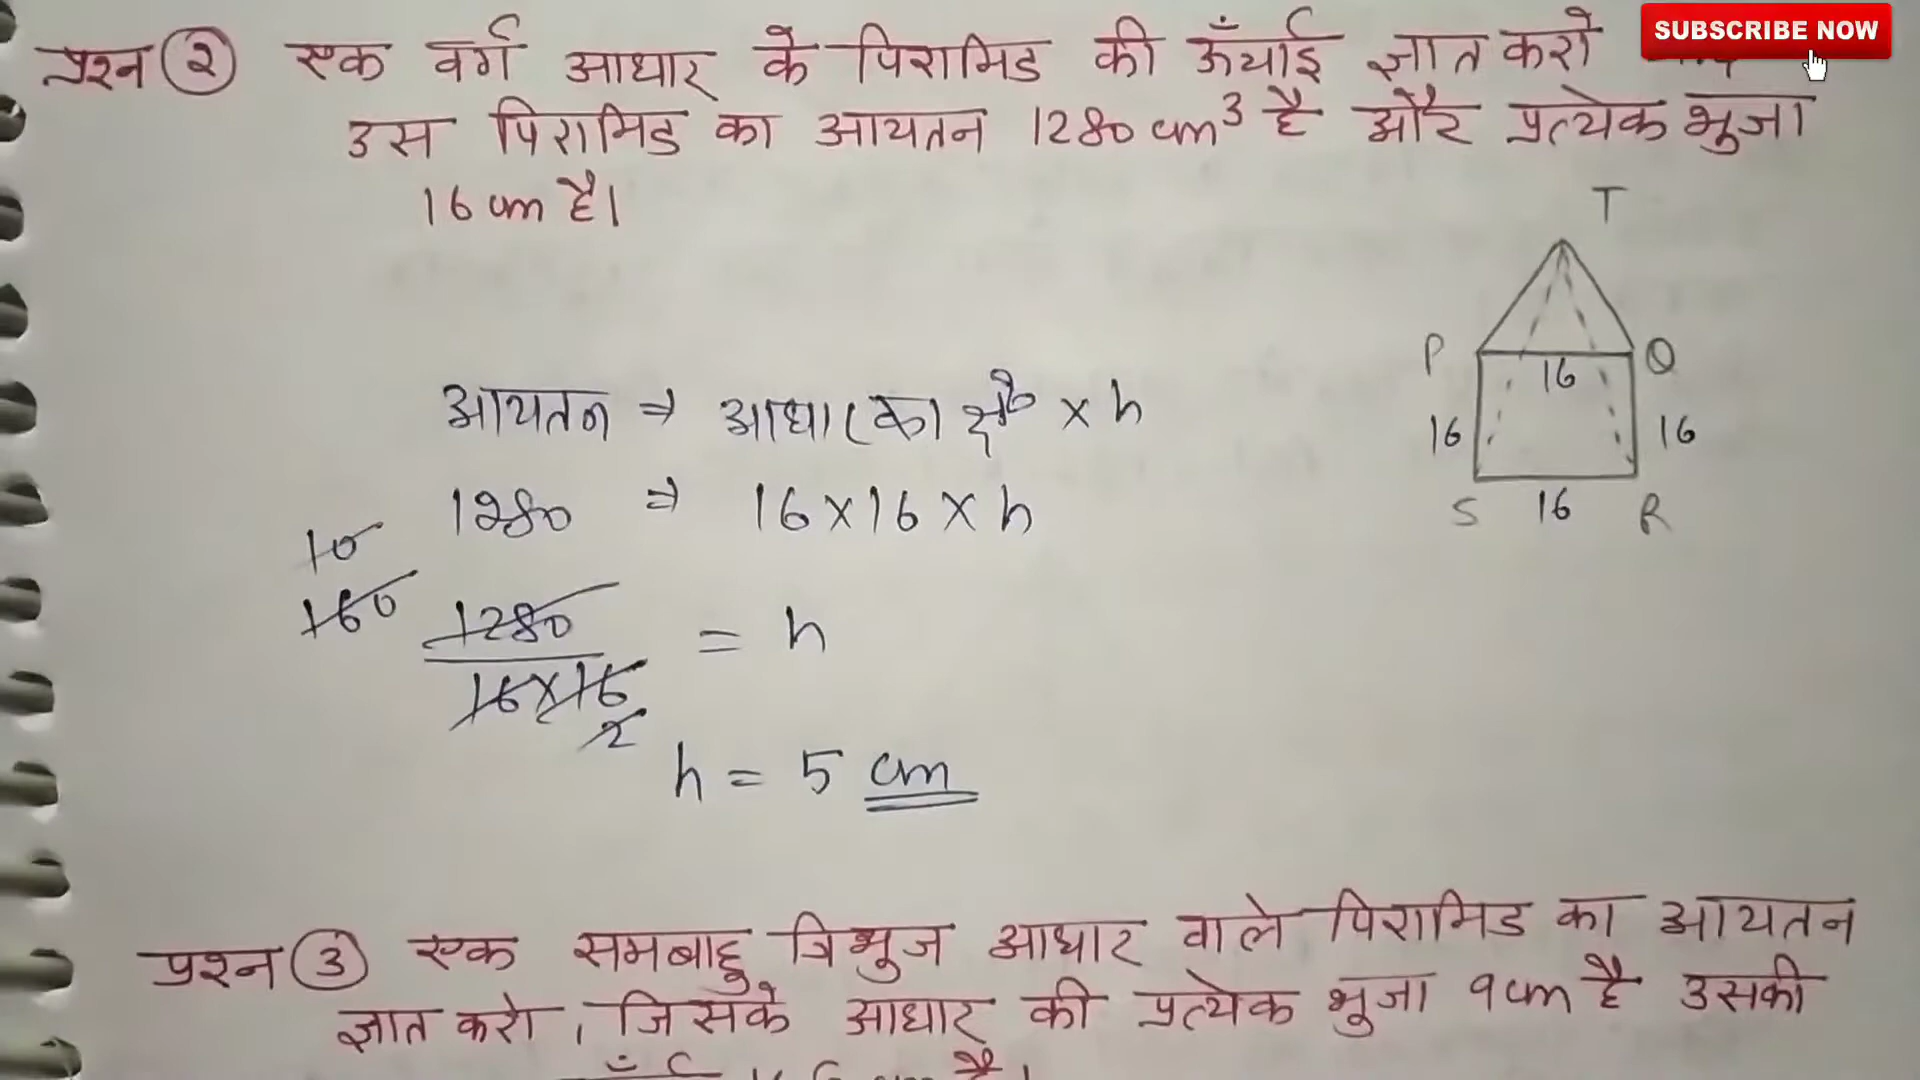 SUBSCRIBE NOW
प्रश्न २ एक वर्ग आधार के पिरामिड की ऊँचाई ज्ञात करो
उस पिरामिड का आयतन 1280 cm³ है और प्रत्येक भुजा
16 cm है।
T
P 16 Q
16 16
S 16 R
आयतन ⇒ आधार का क्षे० × h
1280 ⇒ 16×16×h
10
160 1280 = h
16×16
2
h = 5 cm
प्रश्न 3 एक समबाहु त्रिभुज आधार वाले पिरामिड का आयतन
ज्ञात करो, जिसके आधार की प्रत्येक भुजा 9 cm है उसकी